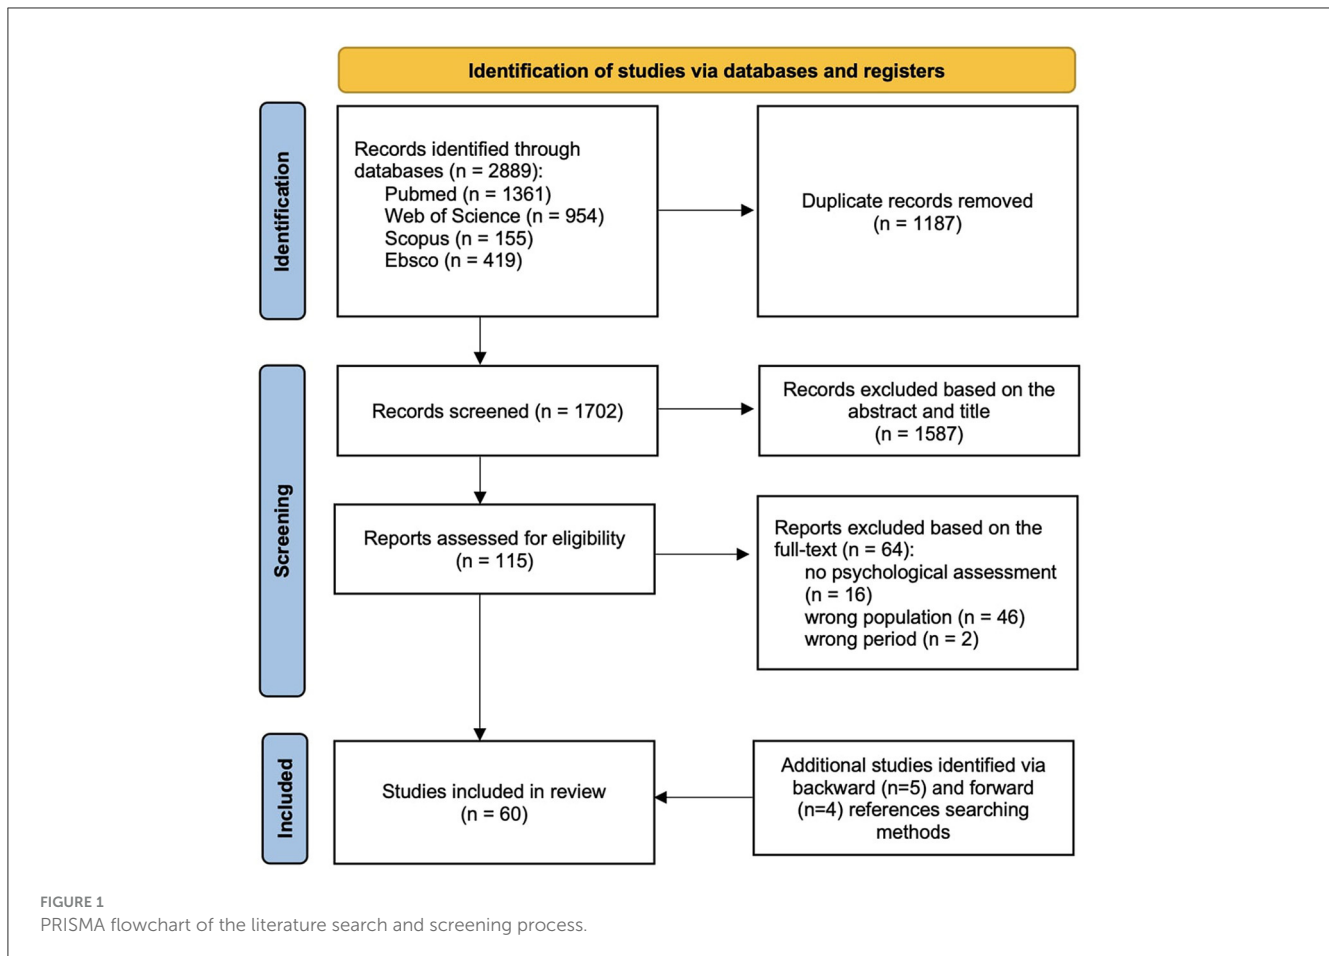 Identification of studies via databases and registers
Identification
Records identified through
databases (n = 2889):
Pubmed (n = 1361)
Web of Science (n = 954)
Scopus (n = 155)
Ebsco (n = 419)
Duplicate records removed
(n = 1187)
Screening
Records screened (n = 1702)
Records excluded based on the
abstract and title
(n = 1587)
Reports assessed for eligibility
(n = 115)
Reports excluded based on the
full-text (n = 64):
no psychological assessment
(n = 16)
wrong population (n = 46)
wrong period (n = 2)
Included
Studies included in review
(n = 60)
Additional studies identified via
backward (n=5) and forward
(n=4) references searching
methods
FIGURE 1
PRISMA flowchart of the literature search and screening process.